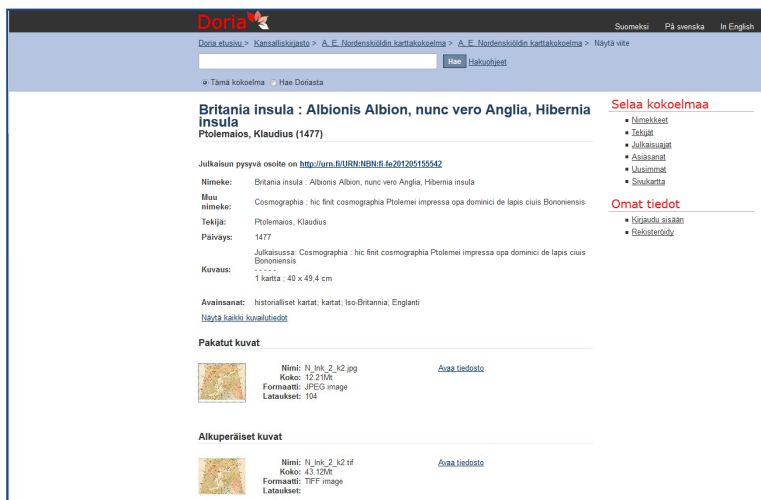 Doria
Suomeksi På svenska In English
Doria etusivu > Kansalliskirjasto > A. E. Nordenskiöldin karttakokoelma > A. E. Nordenskiöldin karttakokoelma > Näytä viite
Hae Hakuohjeet
Tämä kokoelma Hae Doriasta
Britania insula : Albionis Albion, nunc vero Anglia, Hibernia
insula
Ptolemaios, Klaudius (1477)
Julkaisun pysyvä osoite on http://urn.fi/URN:NBN:fi-fe201205155542
Nimeke: Britania insula : Albionis Albion, nunc vero Anglia, Hibernia insula
Muu nimeke: Cosmographia : hic finit cosmographia Ptolemei impressa opa dominici de lapis ciuis Bononiensis
Tekijä: Ptolemaios, Klaudius
Päiväys: 1477
Kuvaus: Julkaisussa: Cosmographia : hic finit cosmographia Ptolemei impressa opa dominici de lapis ciuis
Bononiensis
- - - - -
1 kartta ; 40 x 49,4 cm
Avainsanat: historialliset kartat; kartat; Iso-Britannia; Englanti
Näytä kaikki kuvailutiedot
Pakatut kuvat
Nimi: N_Ink_2_k2.jpg Avaa tiedosto
Koko: 12.21Mt
Formaatti: JPEG image
Lataukset: 104
Alkuperäiset kuvat
Nimi: N_Ink_2_k2.tif Avaa tiedosto
Koko: 43.12Mt
Formaatti: TIFF image
Lataukset:
Selaa kokoelmaa
Nimekkeet
Tekijät
Julkaisuajat
Asiasanat
Uusimmat
Sivukartta
Omat tiedot
Kirjaudu sisään
Rekisteröidy